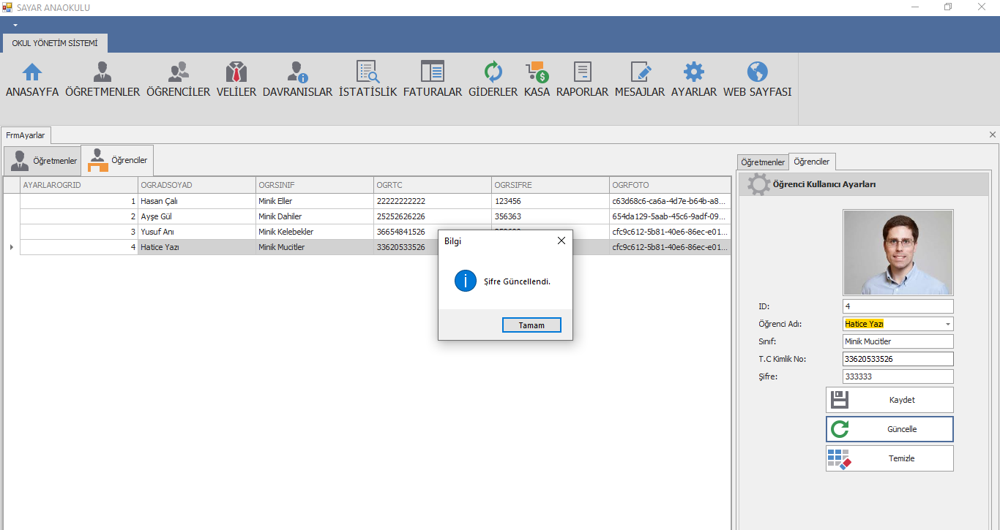 SAYAR ANAOKULU
OKUL YÖNETİM SİSTEMİ
ANASAYFA ÖĞRETMENLER ÖĞRENCİLER VELİLER DAVRANISLAR İSTATİSLİK FATURALAR GİDERLER KASA RAPORLAR MESAJLAR AYARLAR WEB SAYFASI
FrmAyarlar
Öğretmenler Öğrenciler
AYARLAROGRID OGRADSOYAD OGRSINIF OGRTC OGRSIFRE OGRFOTO
1 Hasan Çalı Minik Eller 22222222222 123456 c63d68c6-ca6a-4d7e-b64b-a8...
2 Ayşe Gül Minik Dahiler 25252626226 356363 654da129-5aab-45c6-9adf-09...
3 Yusuf Anı Minik Kelebekler 36654841526 cfc9c612-5b81-40e6-86ec-e01...
4 Hatice Yazı Minik Mucitler 33620533526 cfc9c612-5b81-40e6-86ec-e01...
Bilgi
Şifre Güncellendi.
Tamam
Öğretmenler Öğrenciler
Öğrenci Kullanıcı Ayarları
ID: 4
Öğrenci Adı: Hatice Yazı
Sınıf: Minik Mucitler
T.C Kimlik No: 33620533526
Şifre: 333333
Kaydet
Güncelle
Temizle